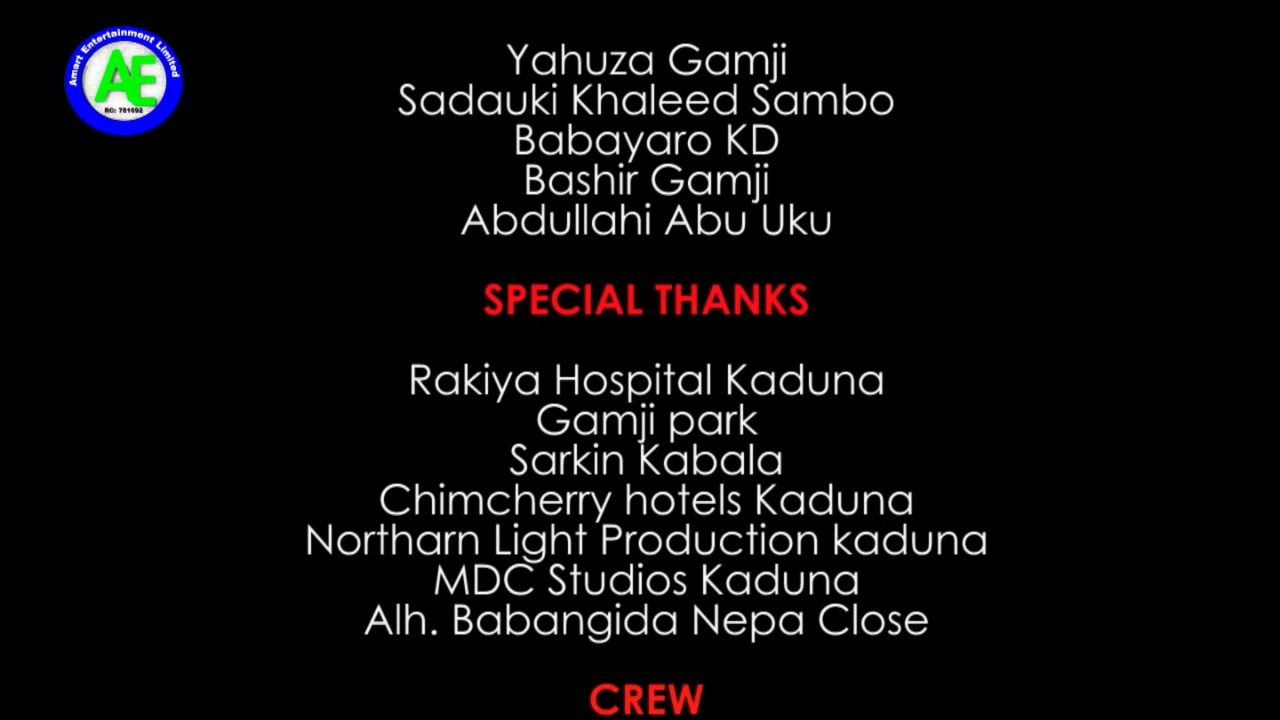 Amart Entertainment Limited
AE
RC: 781692
Yahuza Gamji
Sadauki Khaleed Sambo
Babayaro KD
Bashir Gamji
Abdullahi Abu Uku
SPECIAL THANKS
Rakiya Hospital Kaduna
Gamji park
Sarkin Kabala
Chimcherry hotels Kaduna
Northarn Light Production kaduna
MDC Studios Kaduna
Alh. Babangida Nepa Close
CREW